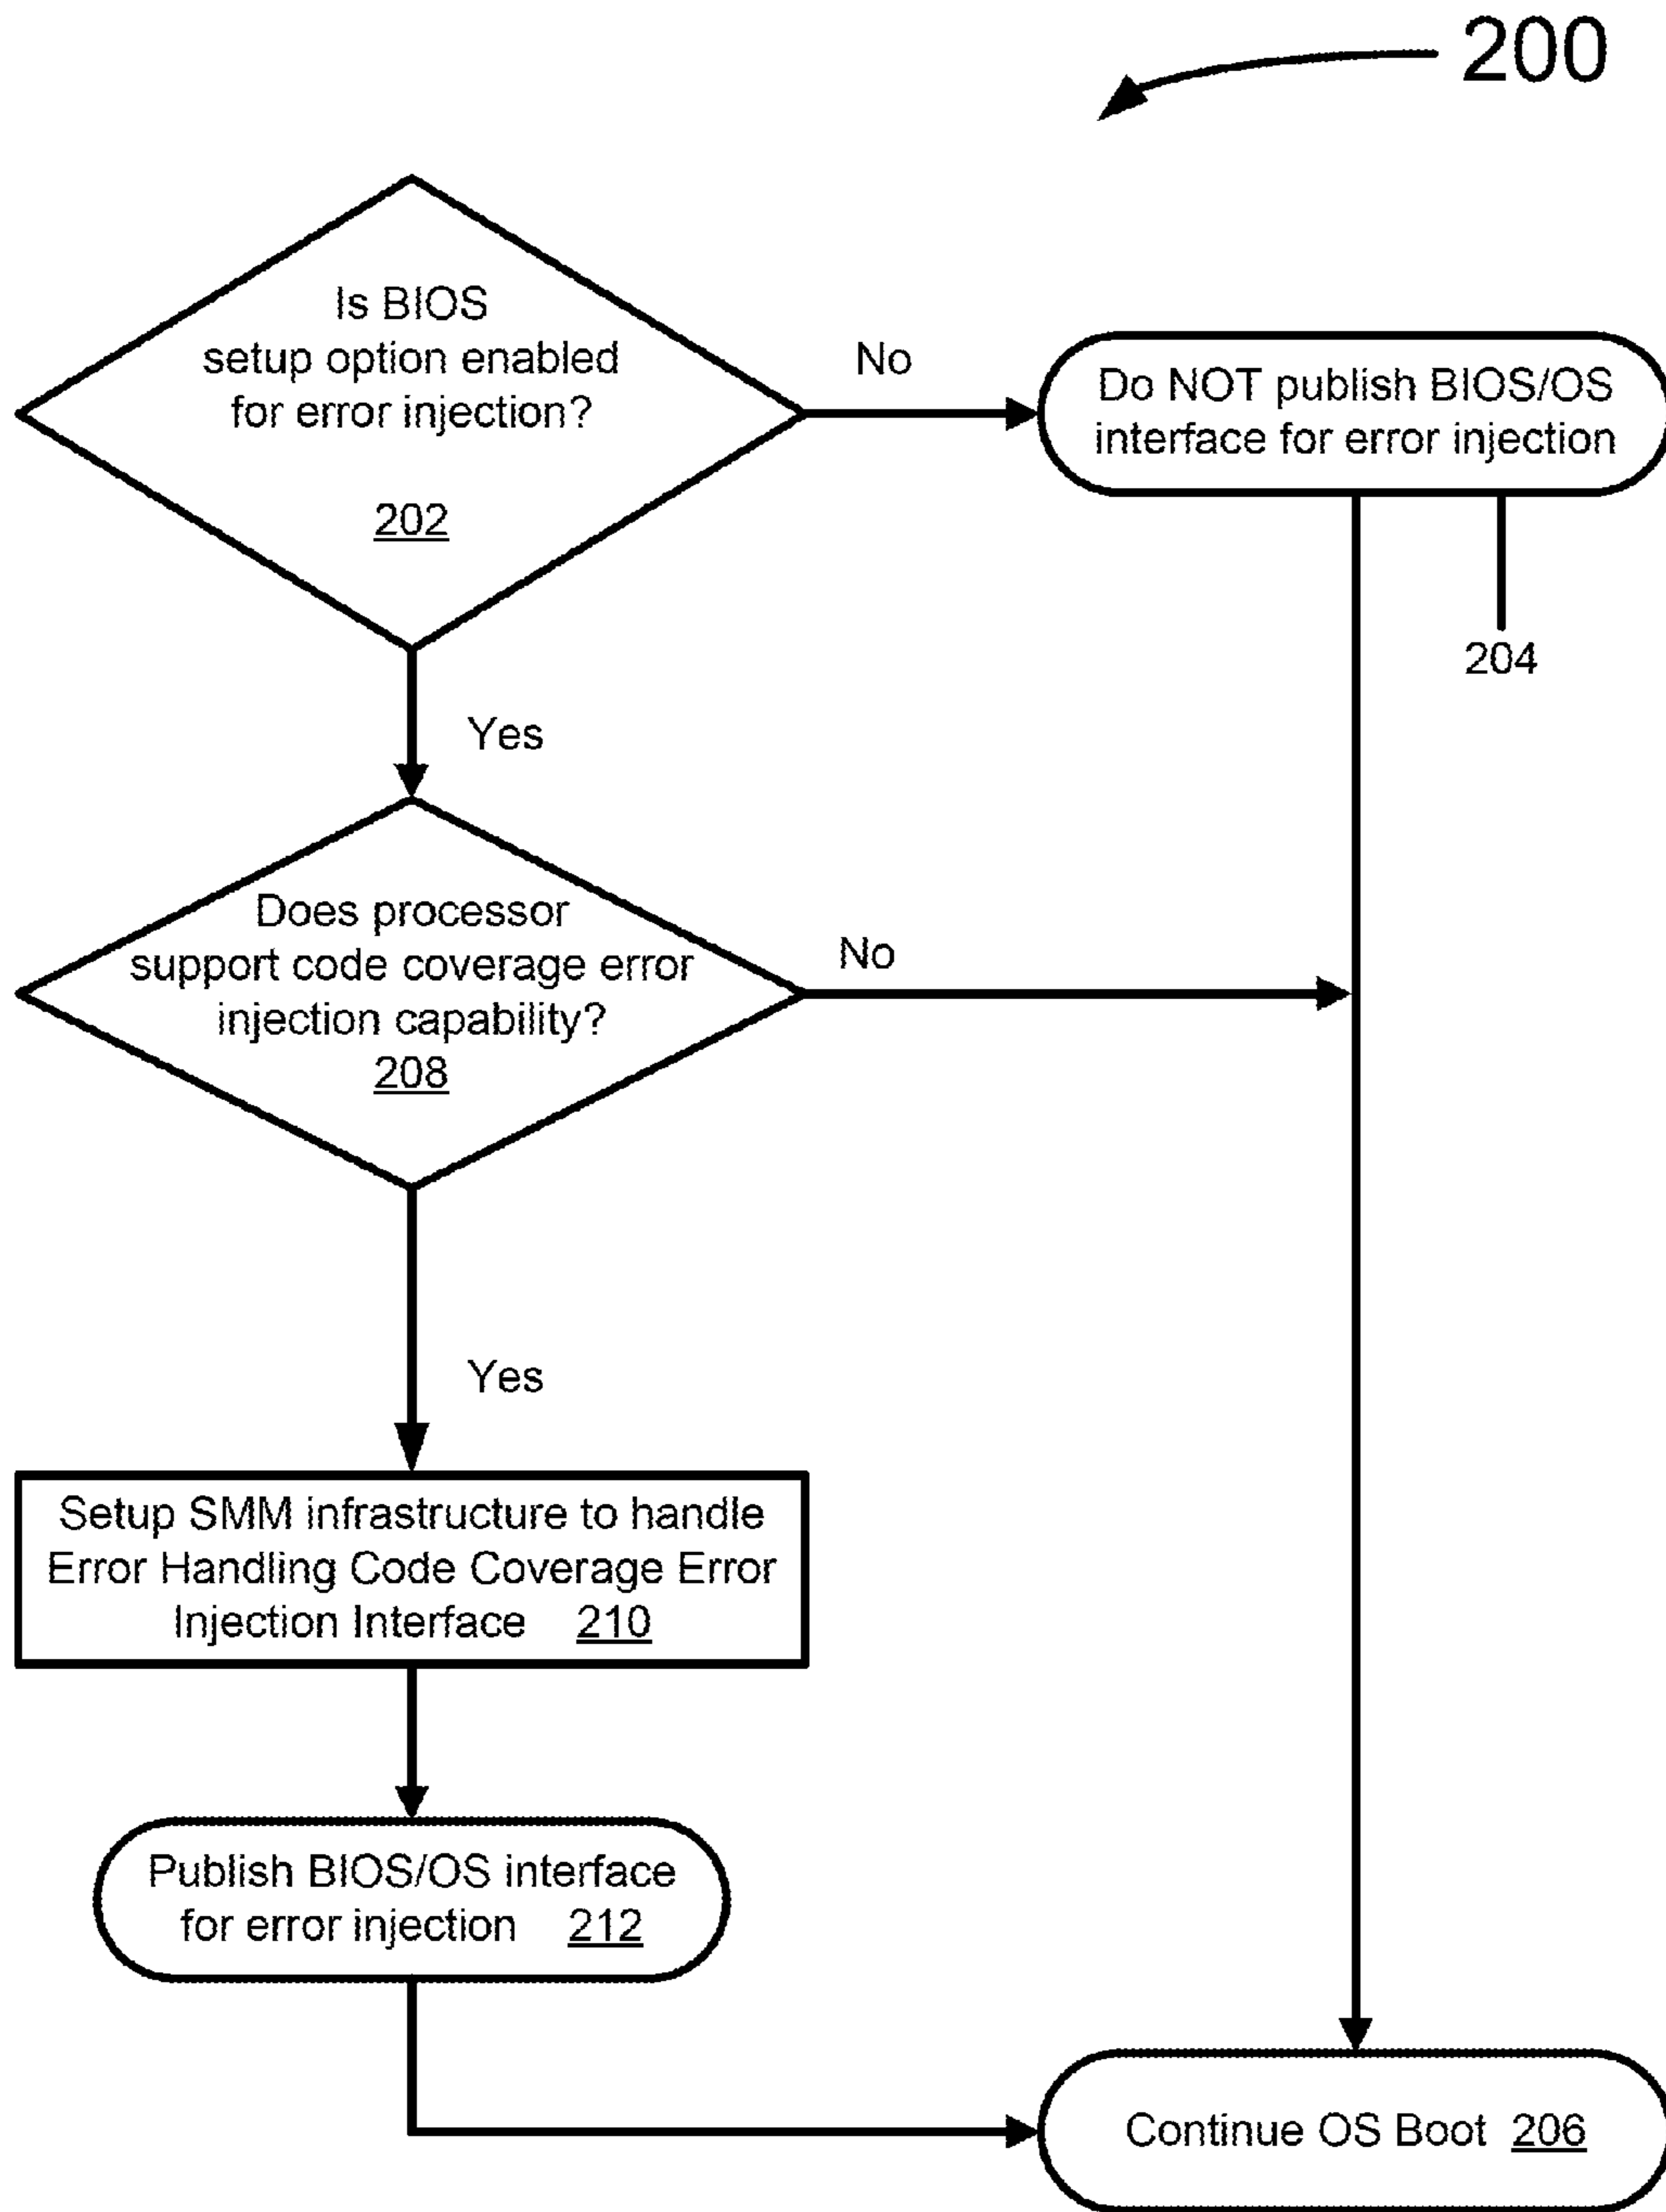 200
Is BIOS
setup option enabled
for error injection?
202
No
Do NOT publish BIOS/OS
interface for error injection
204
Yes
Does processor
support code coverage error
injection capability?
208
No
Yes
Setup SMM infrastructure to handle
Error Handling Code Coverage Error
Injection Interface 210
Publish BIOS/OS interface
for error injection 212
Continue OS Boot 206